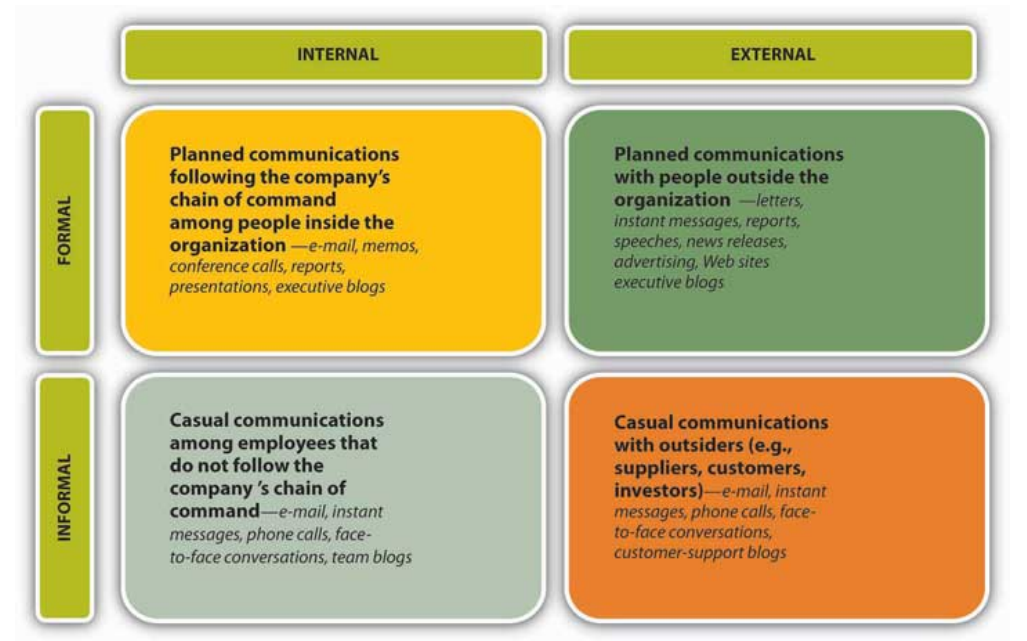 INTERNAL
EXTERNAL
FORMAL
Planned communications
following the company's
chain of command
among people inside the
organization —e-mail, memos,
conference calls, reports,
presentations, executive blogs
Planned communications
with people outside the
organization —letters,
instant messages, reports,
speeches, news releases,
advertising, Web sites
executive blogs
INFORMAL
Casual communications
among employees that
do not follow the
company 's chain of
command—e-mail, instant
messages, phone calls, face-
to-face conversations, team blogs
Casual communications
with outsiders (e.g.,
suppliers, customers,
investors)—e-mail, instant
messages, phone calls, face-
to-face conversations,
customer-support blogs